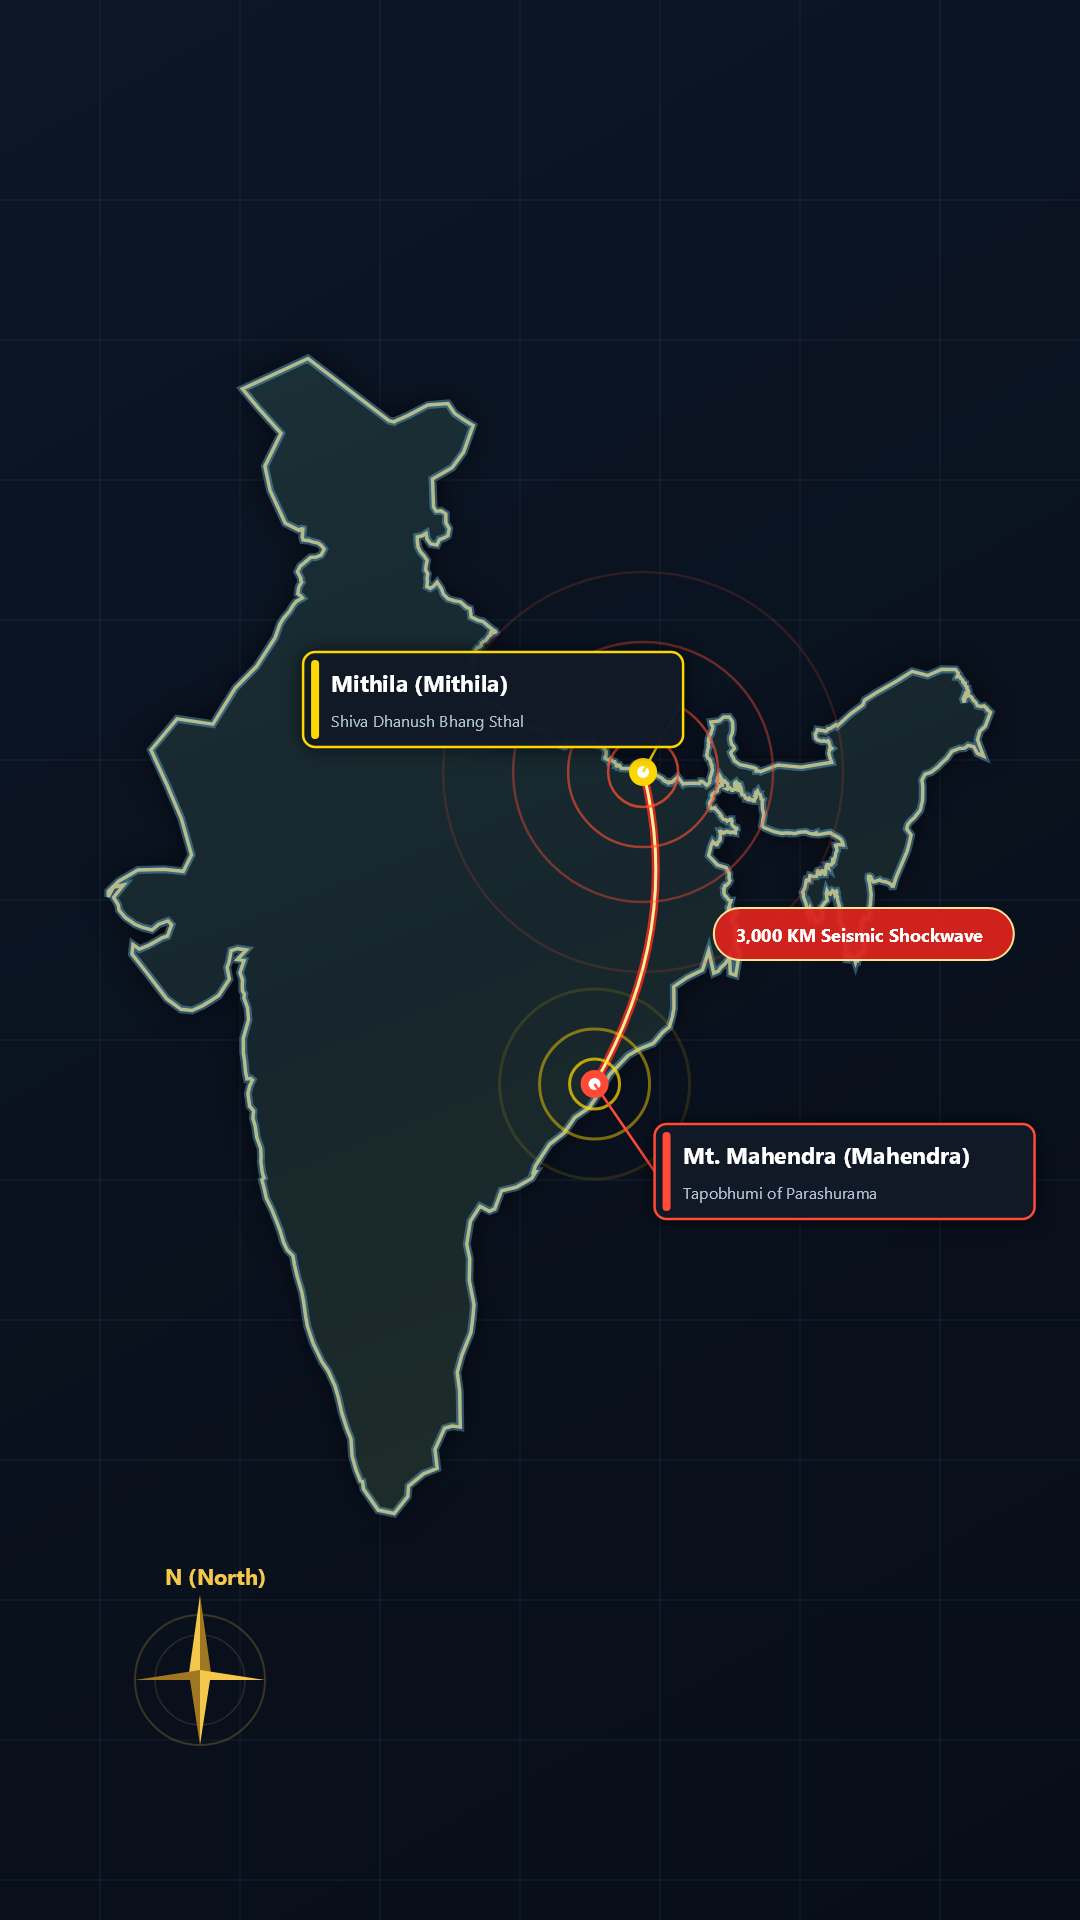 Mithila (Mithila)
Shiva Dhanush Bhang Sthal
3,000 KM Seismic Shockwave
Mt. Mahendra (Mahendra)
Tapobhumi of Parashurama
N (North)